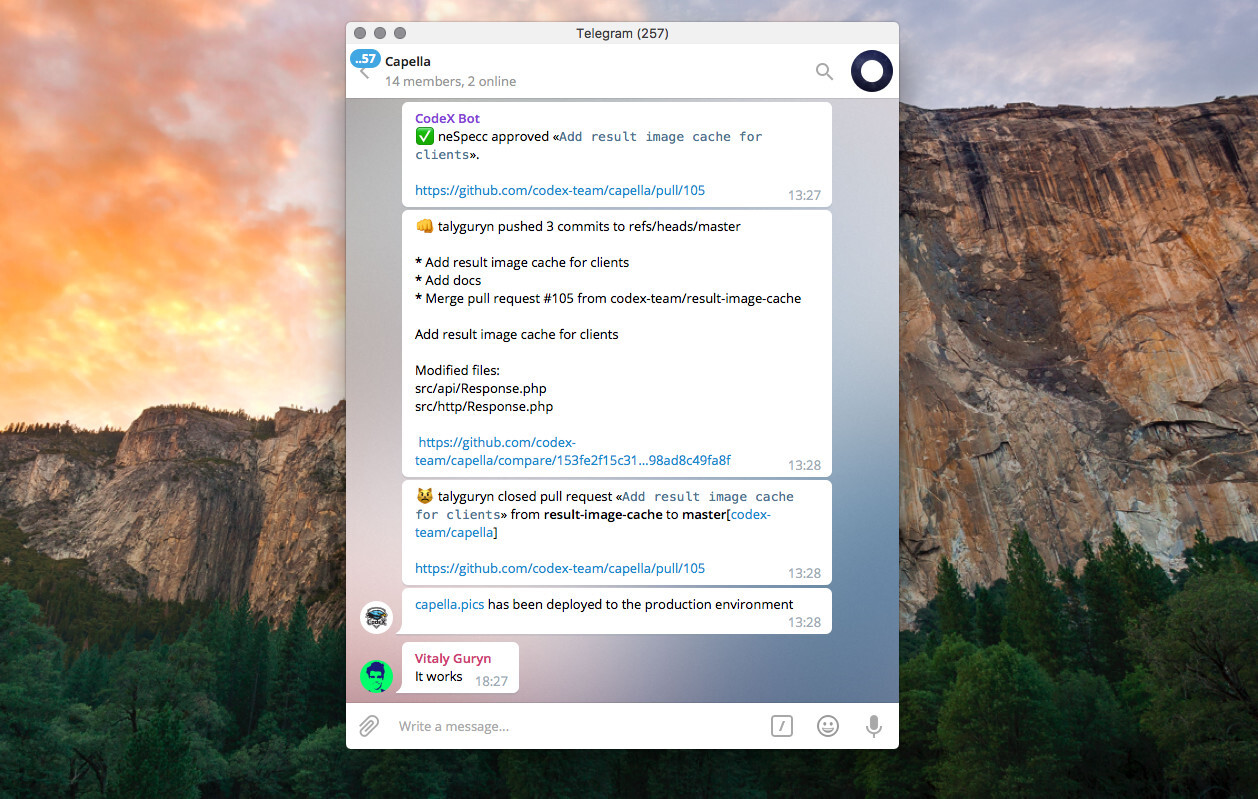 Telegram (257)
..57
Capella
14 members, 2 online
CodeX Bot
✅ neSpecc approved «Add result image cache for
clients».
https://github.com/codex-team/capella/pull/105
13:27
👊 talyguryn pushed 3 commits to refs/heads/master
* Add result image cache for clients
* Add docs
* Merge pull request #105 from codex-team/result-image-cache
Add result image cache for clients
Modified files:
src/api/Response.php
src/http/Response.php
https://github.com/codex-
team/capella/compare/153fe2f15c31...98ad8c49fa8f
13:28
😼 talyguryn closed pull request «Add result image cache
for clients» from result-image-cache to master[codex-
team/capella]
https://github.com/codex-team/capella/pull/105
13:28
capella.pics has been deployed to the production environment
13:28
CodeX
Vitaly Guryn
It works 18:27
Write a message...
/